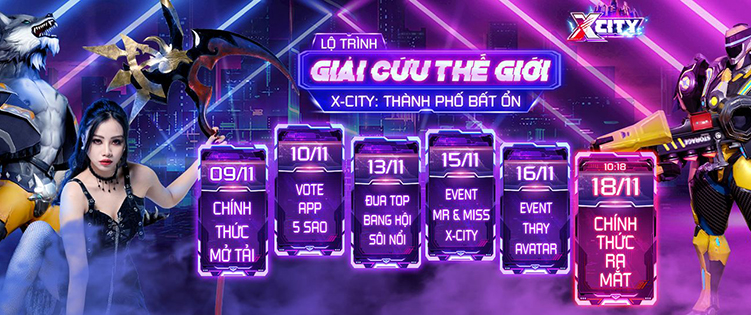 X-CITY
LỘ TRÌNH
GIẢI CỨU THẾ GIỚI
X-CITY: THÀNH PHỐ BẤT ỔN
09/11
CHÍNH
THỨC
MỞ TẢI
10/11
VOTE
APP
5 SAO
13/11
ĐUA TOP
BANG HỘI
SÔI NỔI
15/11
EVENT
MR & MISS
X-CITY
16/11
EVENT
THAY
AVATAR
10:18
18/11
CHÍNH
THỨC
RA
MẮT